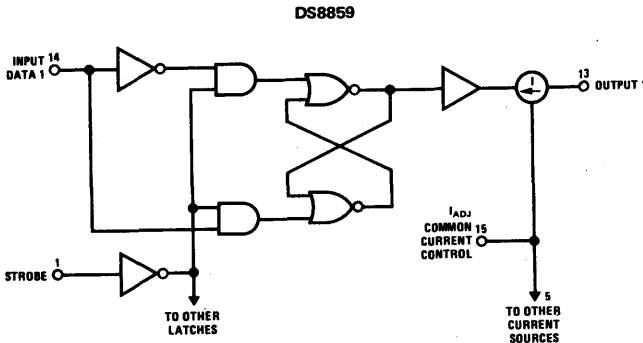 DS8859
INPUT 14
DATA 1
13
OUTPUT
I
STROBE 1
TO OTHER
LATCHES
IADJ
COMMON 15
CURRENT
CONTROL
5
TO OTHER
CURRENT
SOURCES